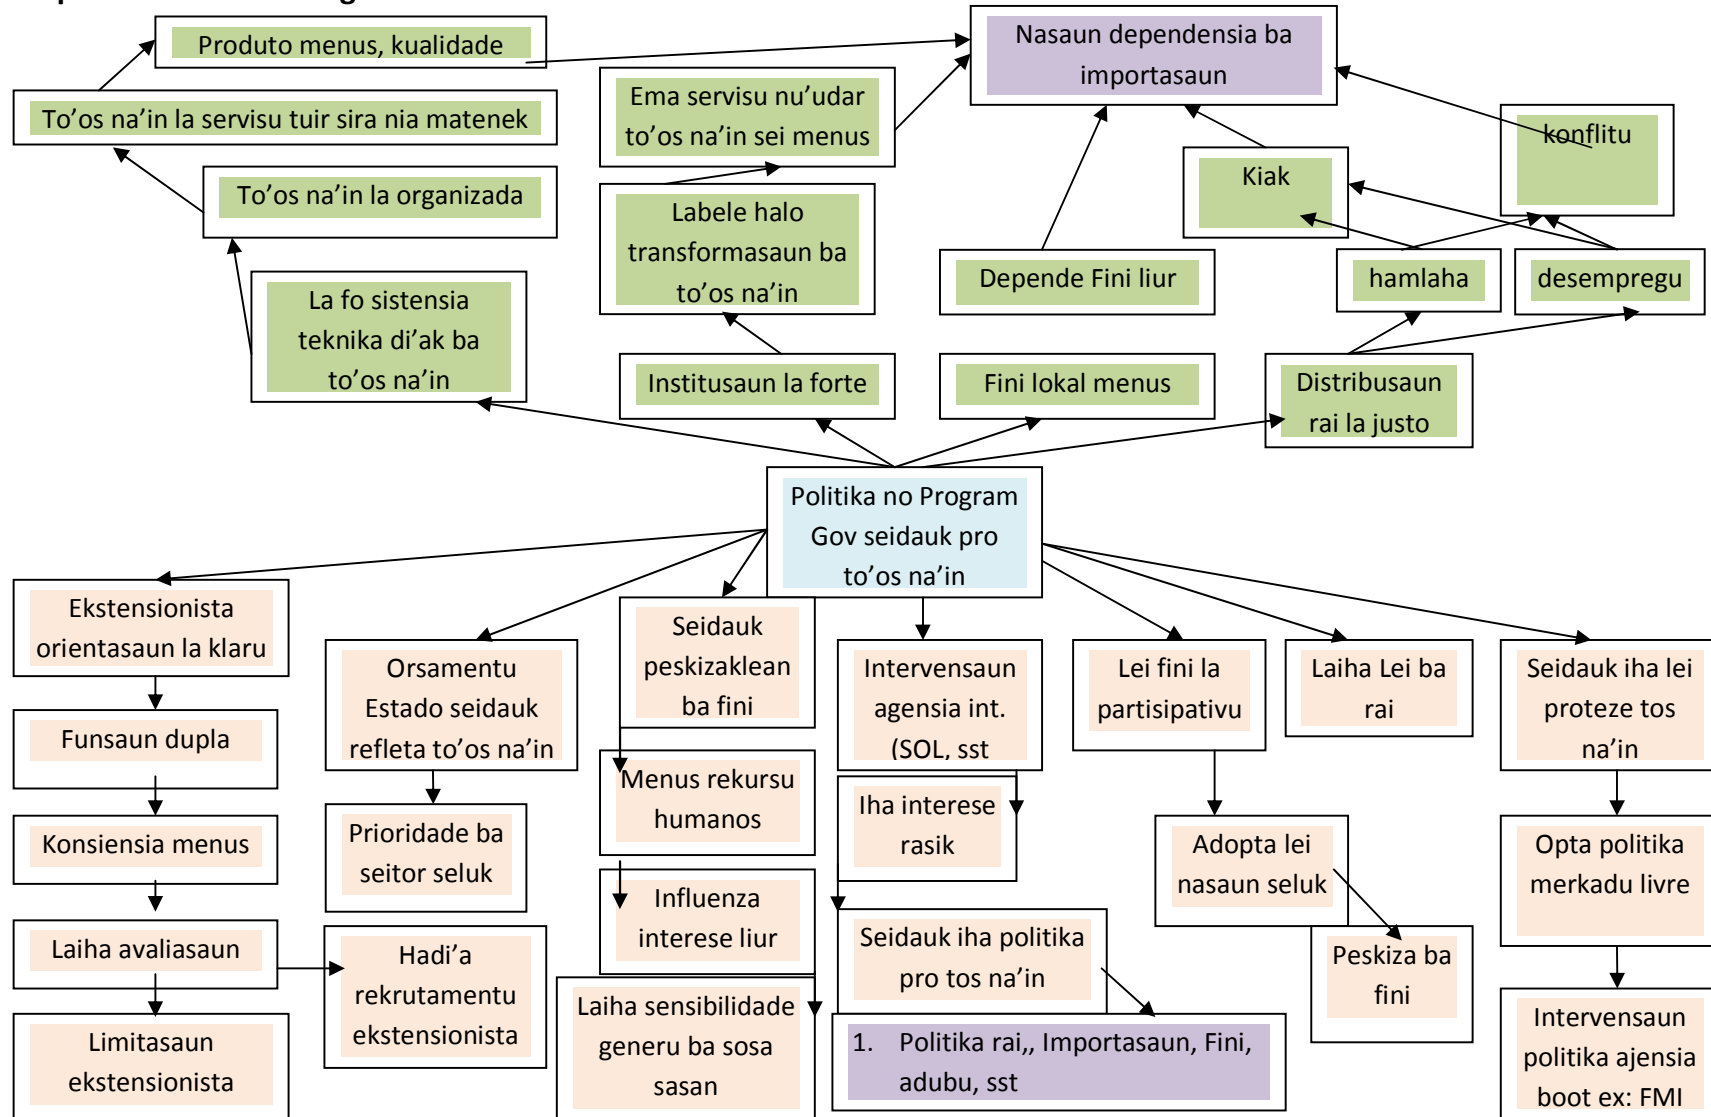 Produto menus, kualidade
Nasaun dependensia ba
importasaun
To'os na'in la servisu tuir sira nia matenek
Ema servisu nu'udar
to'os na'in sei menus
konflitu
To'os na'in la organizada
Kiak
Labele halo
transformasaun ba
to'os na'in
La fo sistensia
teknika di'ak ba
to'os na'in
Depende Fini liur
hamlaha
desempregu
Institusaun la forte
Fini lokal menus
Distribusaun
rai la justo
Politika no Program
Gov seidauk pro
to'os na'in
Ekstensionista
orientasaun la klaru
Funsaun dupla
Konsiensia menus
Laiha avaliasaun
Limitasaun
ekstensionista
Hadi'a
rekrutamentu
ekstensionista
Orsamentu
Estado seidauk
refleta to'os na'in
Prioridade ba
seitor seluk
Seidauk
peskizaklean
ba fini
Menus rekursu
humanos
Influenza
interese liur
Laiha sensibilidade
generu ba sosa
sasan
Intervensaun
agensia int.
(SOL, sst
Iha interese
rasik
Seidauk iha politika
pro tos na'in
1. Politika rai,, Importasaun, Fini,
adubu, sst
Lei fini la
partisipativu
Adopta lei
nasaun seluk
Peskiza ba
fini
Laiha Lei ba
rai
Seidauk iha lei
proteze tos
na'in
Opta politika
merkadu livre
Intervensaun
politika ajensia
boot ex: FMI